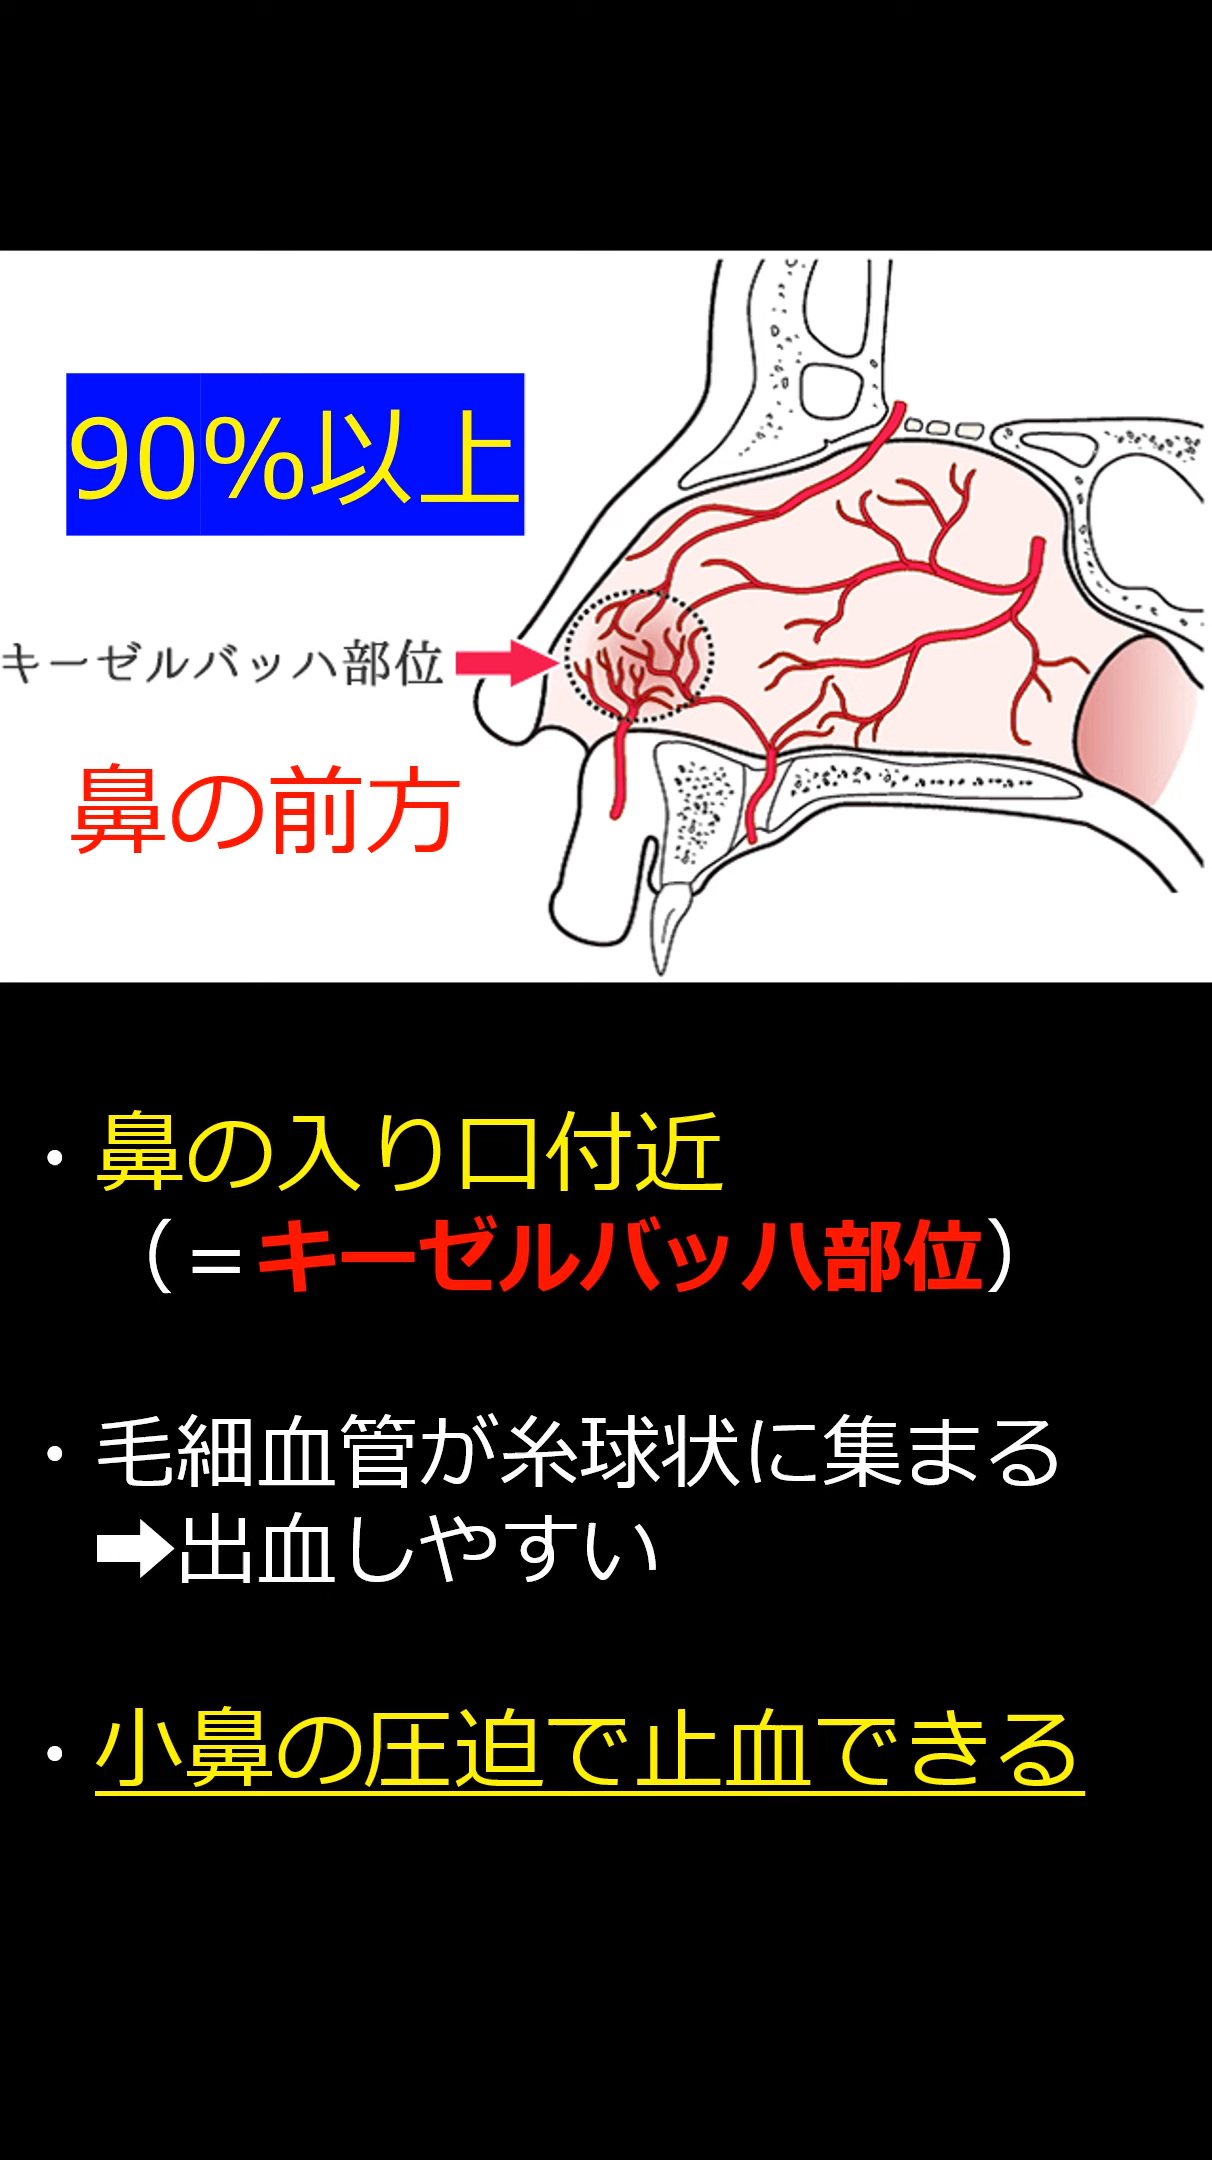 90%以上
キーゼルバッハ部位
鼻の前方
・鼻の入り口付近
（＝キーゼルバッハ部位）
・毛細血管が糸球状に集まる
➡出血しやすい
・小鼻の圧迫で止血できる